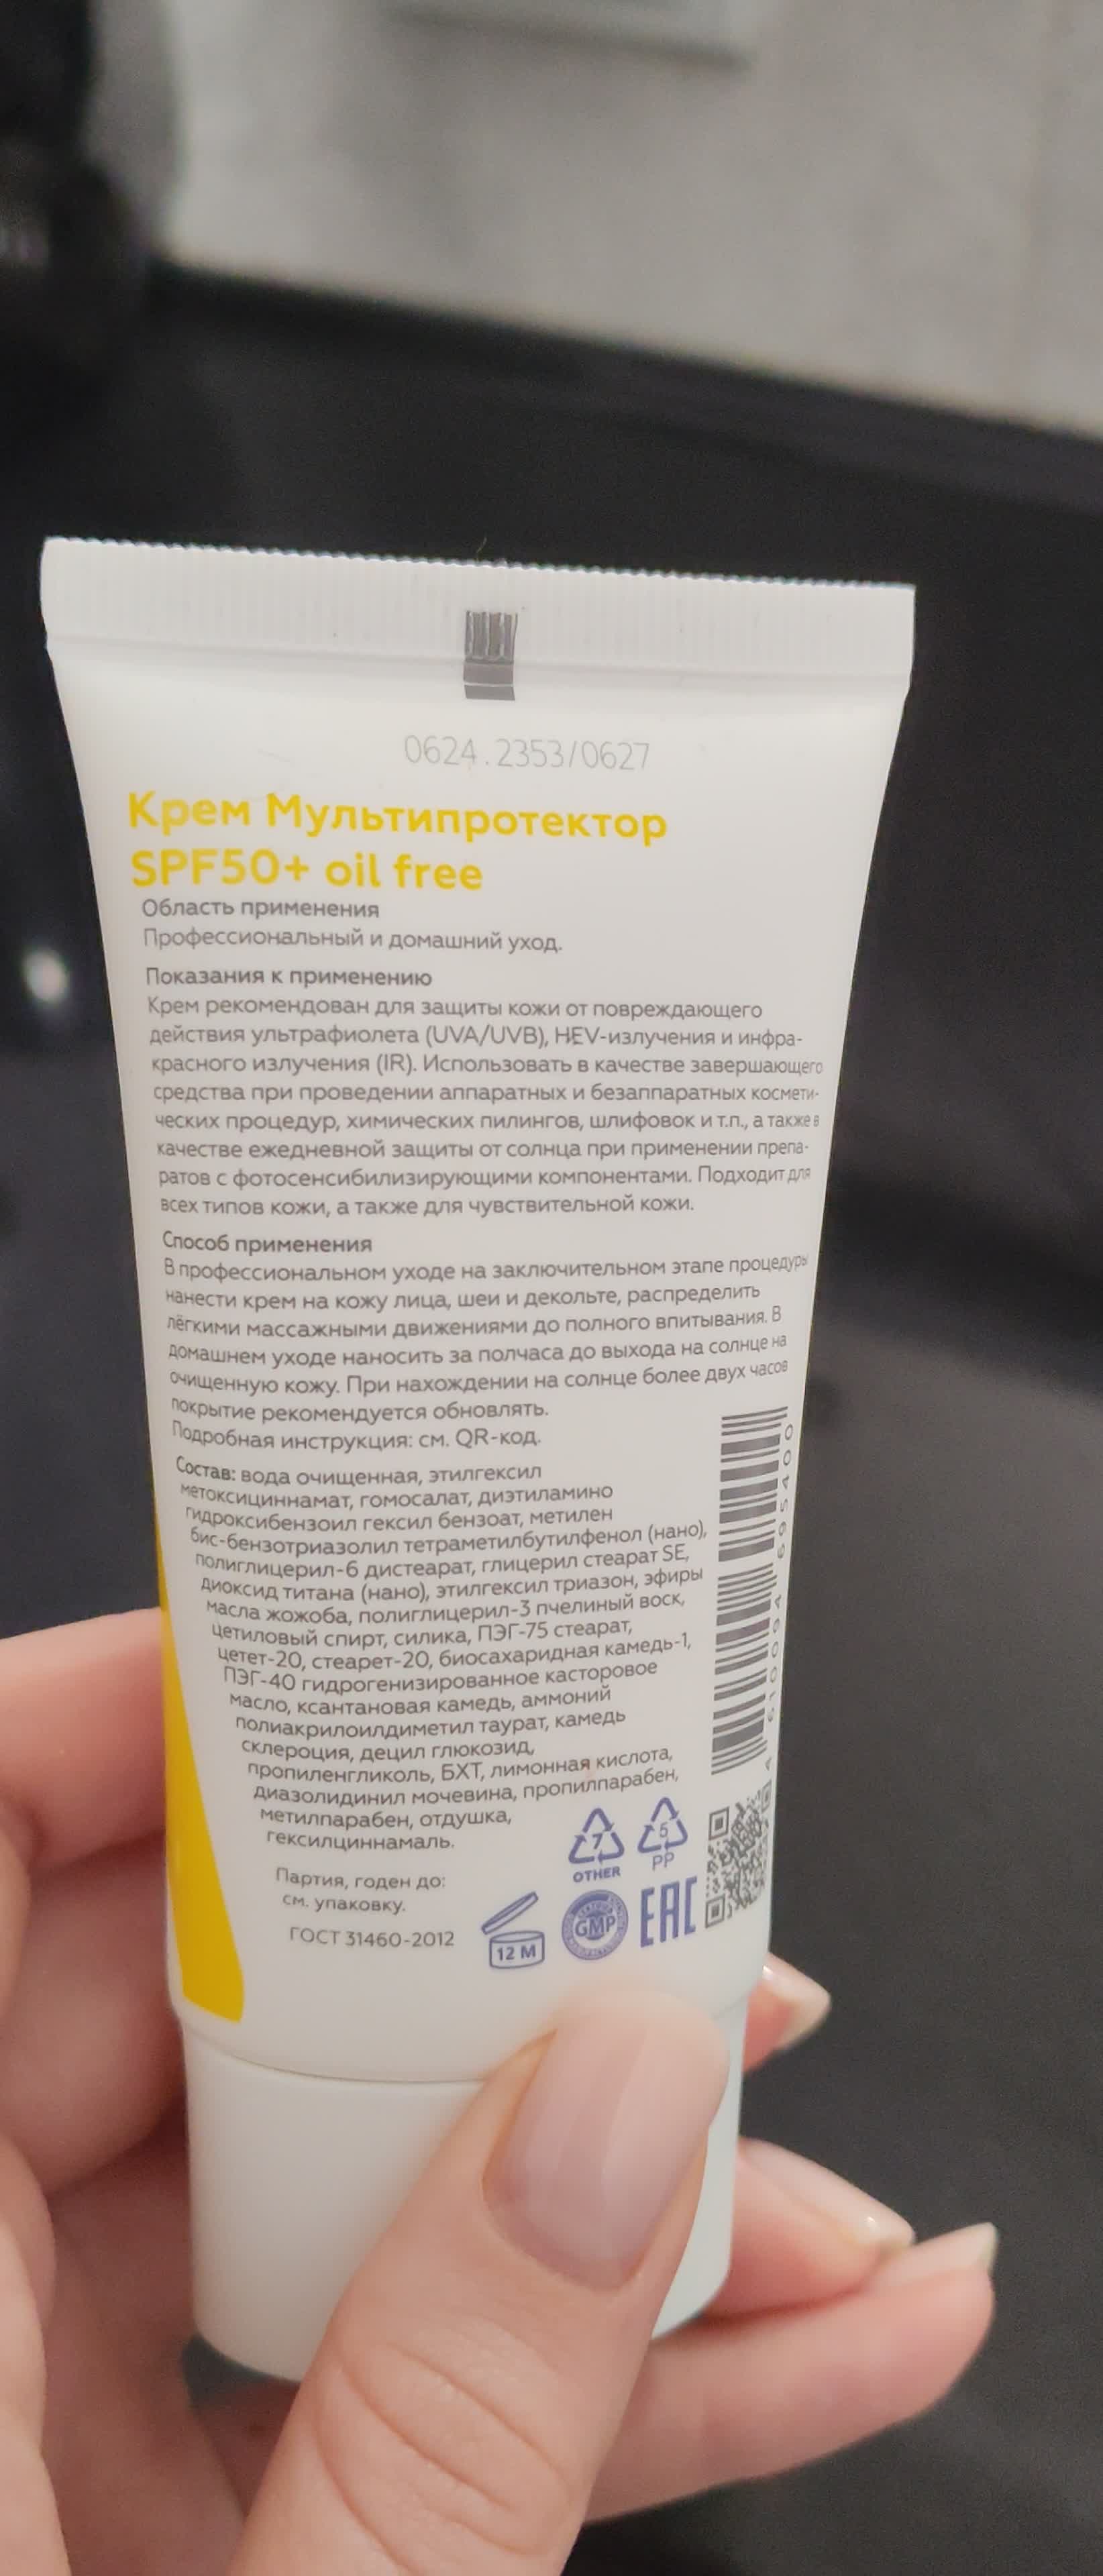 0624.2353/0627
Крем Мультипротектор
SPF50+ oil free
Область применения
Профессиональный и домашний уход.
Показания к применению
Крем рекомендован для защиты кожи от повреждающего
действия ультрафиолета (UVA/UVB), HEV-излучения и инфра-
красного излучения (IR). Использовать в качестве завершающего
средства при проведении аппаратных и безаппаратных космети-
ческих процедур, химических пилингов, шлифовок и т.п., а также в
качестве ежедневной защиты от солнца при применении препа-
ратов с фотосенсибилизирующими компонентами. Подходит для
всех типов кожи, а также для чувствительной кожи.
Способ применения
В профессиональном уходе на заключительном этапе процедуры
нанести крем на кожу лица, шеи и декольте, распределить
лёгкими массажными движениями до полного впитывания. В
домашнем уходе наносить за полчаса до выхода на солнце на
очищенную кожу. При нахождении на солнце более двух часов
покрытие рекомендуется обновлять.
Подробная инструкция: см. QR-код.
Состав: вода очищенная, этилгексил
метоксициннамат, гомосалат, диэтиламино
гидроксибензоил гексил бензоат, метилен
бис-бензотриазолил тетраметилбутилфенол (нано),
полиглицерил-6 дистеарат, глицерил стеарат SE,
диоксид титана (нано), этилгексил триазон, эфиры
масла жожоба, полиглицерил-3 пчелиный воск,
цетиловый спирт, силика, ПЭГ-75 стеарат,
цетет-20, стеарет-20, биосахаридная камедь-1,
ПЭГ-40 гидрогенизированное касторовое
масло, ксантановая камедь, аммоний
полиакрилоилдиметил таурат, камедь
склероция, децил глюкозид,
пропиленгликоль, БХТ, лимонная кислота,
диазолидинил мочевина, пропилпарабен,
метилпарабен, отдушка,
гексилциннамаль.
Партия, годен до:
см. упаковку.
ГОСТ 31460-2012
12 M
GMP
EAC
7
OTHER
5
PP
4 610094 695400